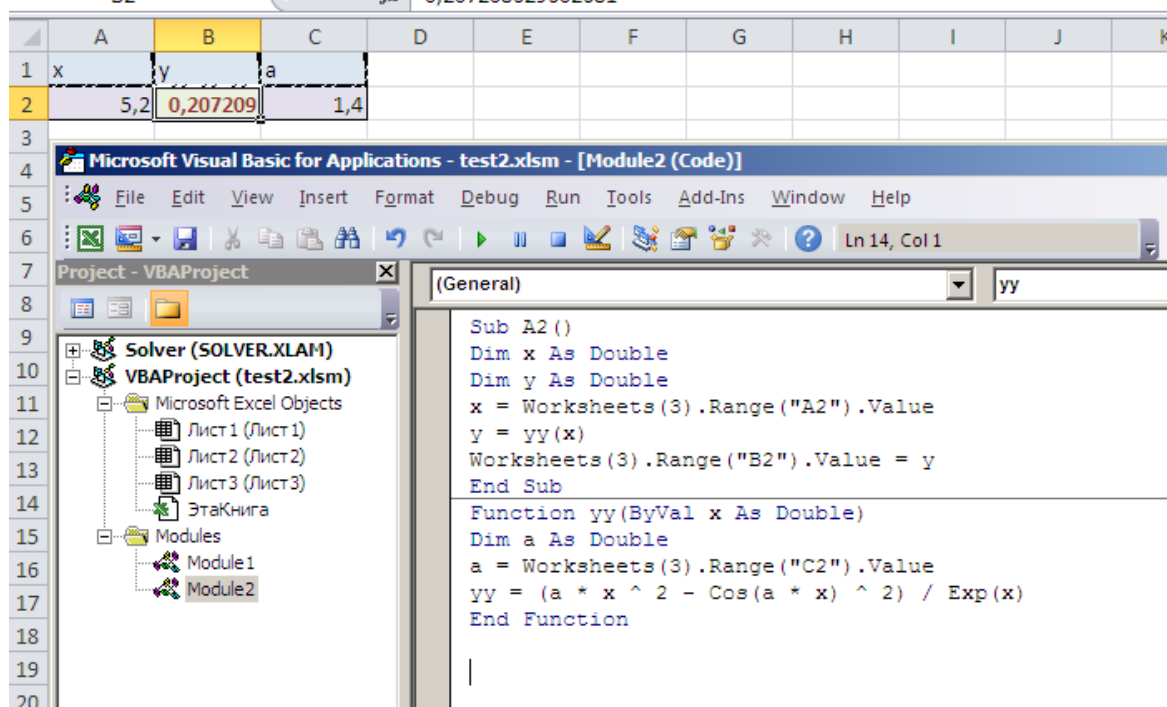 A B C D E F G H I J
1 x y a
2 5,2 0,207209 1,4
3
4 Microsoft Visual Basic for Applications - test2.xlsm - [Module2 (Code)]
5 File Edit View Insert Format Debug Run Tools Add-Ins Window Help
6 Ln 14, Col 1
7 Project - VBAProject
(General) yy
8
9
Solver (SOLVER.XLAM)
10 VBAProject (test2.xlsm)
11 Microsoft Excel Objects
12 Лист1 (Лист1)
Лист2 (Лист2)
13 Лист3 (Лист3)
14 ЭтаКнига
15 Modules
16 Module1
17 Module2
18
19
20
Sub A2()
Dim x As Double
Dim y As Double
x = Worksheets(3).Range("A2").Value
y = yy(x)
Worksheets(3).Range("B2").Value = y
End Sub
Function yy(ByVal x As Double)
Dim a As Double
a = Worksheets(3).Range("C2").Value
yy = (a * x ^ 2 - Cos(a * x) ^ 2) / Exp(x)
End Function